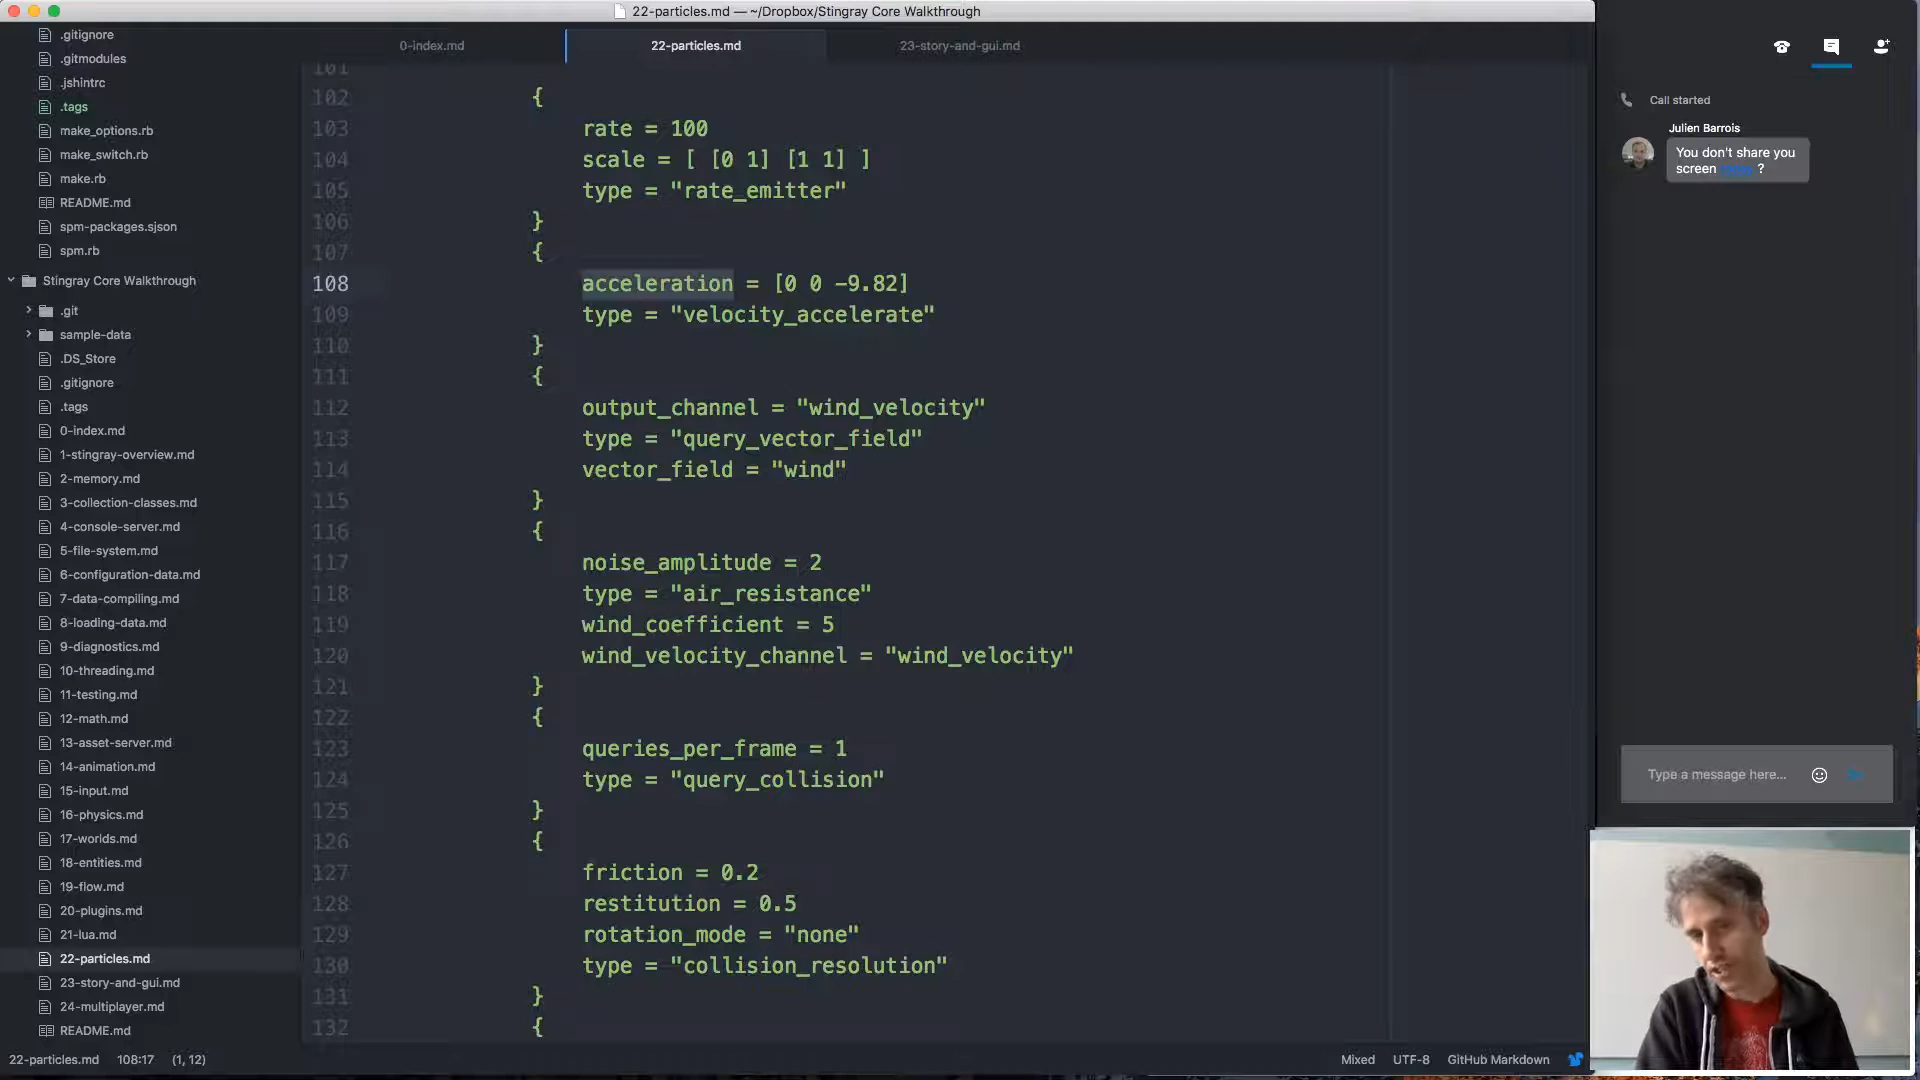 22-particles.md — ~/Dropbox/Stingray Core Walkthrough
.gitignore
.gitmodules
.jshintrc
.tags
make_options.rb
make_switch.rb
make.rb
README.md
spm-packages.sjson
spm.rb
Stingray Core Walkthrough
.git
sample-data
.DS_Store
.gitignore
.tags
0-index.md
1-stingray-overview.md
2-memory.md
3-collection-classes.md
4-console-server.md
5-file-system.md
6-configuration-data.md
7-data-compiling.md
8-loading-data.md
9-diagnostics.md
10-threading.md
11-testing.md
12-math.md
13-asset-server.md
14-animation.md
15-input.md
16-physics.md
17-worlds.md
18-entities.md
19-flow.md
20-plugins.md
21-lua.md
22-particles.md
23-story-and-gui.md
24-multiplayer.md
README.md
0-index.md
22-particles.md
23-story-and-gui.md
101
102 {
103 rate = 100
104 scale = [ [0 1] [1 1] ]
105 type = "rate_emitter"
106 }
107 {
108 acceleration = [0 0 -9.82]
109 type = "velocity_accelerate"
110 }
111 {
112 output_channel = "wind_velocity"
113 type = "query_vector_field"
114 vector_field = "wind"
115 }
116 {
117 noise_amplitude = 2
118 type = "air_resistance"
119 wind_coefficient = 5
120 wind_velocity_channel = "wind_velocity"
121 }
122 {
123 queries_per_frame = 1
124 type = "query_collision"
125 }
126 {
127 friction = 0.2
128 restitution = 0.5
129 rotation_mode = "none"
130 type = "collision_resolution"
131 }
132 {
22-particles.md 108:17 (1, 12)
Mixed UTF-8 GitHub Markdown
Call started
Julien Barrois
You don't share you
screen ?
Type a message here...